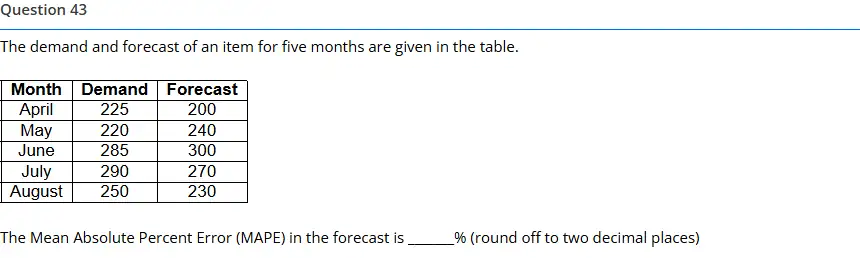 Question 43
The demand and forecast of an item for five months are given in the table.
Month Demand Forecast
April 225 200
May 220 240
June 285 300
July 290 270
August 250 230
The Mean Absolute Percent Error (MAPE) in the forecast is ______% (round off to two decimal places)